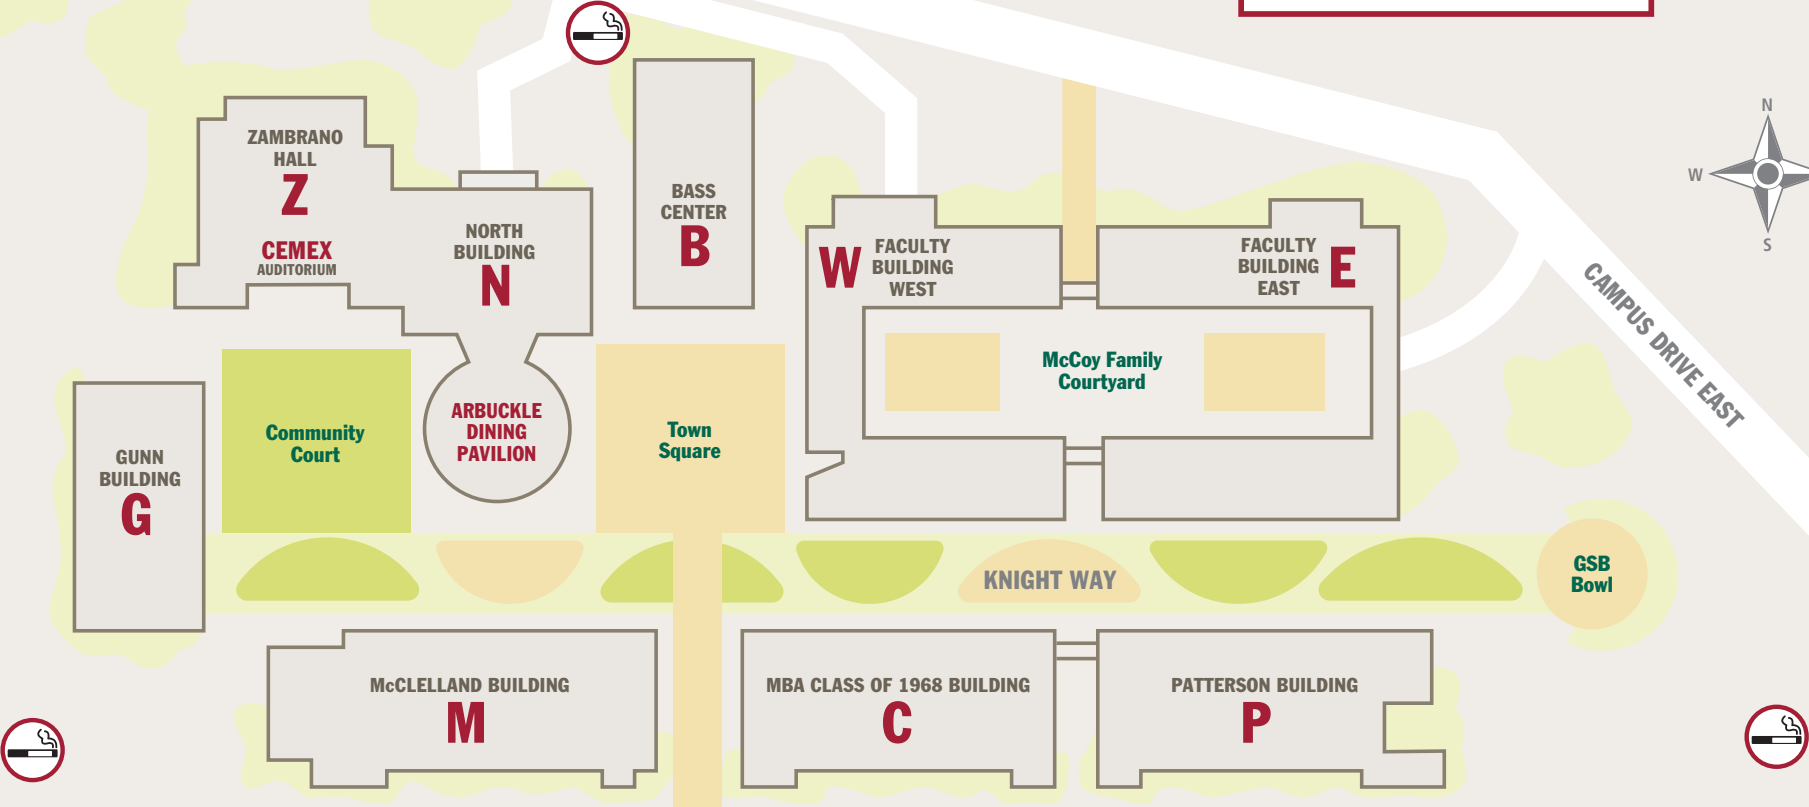 ZAMBRANO
HALL
Z
CEMEX
AUDITORIUM
NORTH
BUILDING
N
BASS
CENTER
B
W
FACULTY
BUILDING
WEST
FACULTY
BUILDING
EAST
E
N
W
S
CAMPUS DRIVE EAST
McCoy Family
Courtyard
GUNN
BUILDING
G
Community
Court
ARBUCKLE
DINING
PAVILION
Town
Square
KNIGHT WAY
GSB
Bowl
McCLELLAND BUILDING
M
MBA CLASS OF 1968 BUILDING
C
PATTERSON BUILDING
P